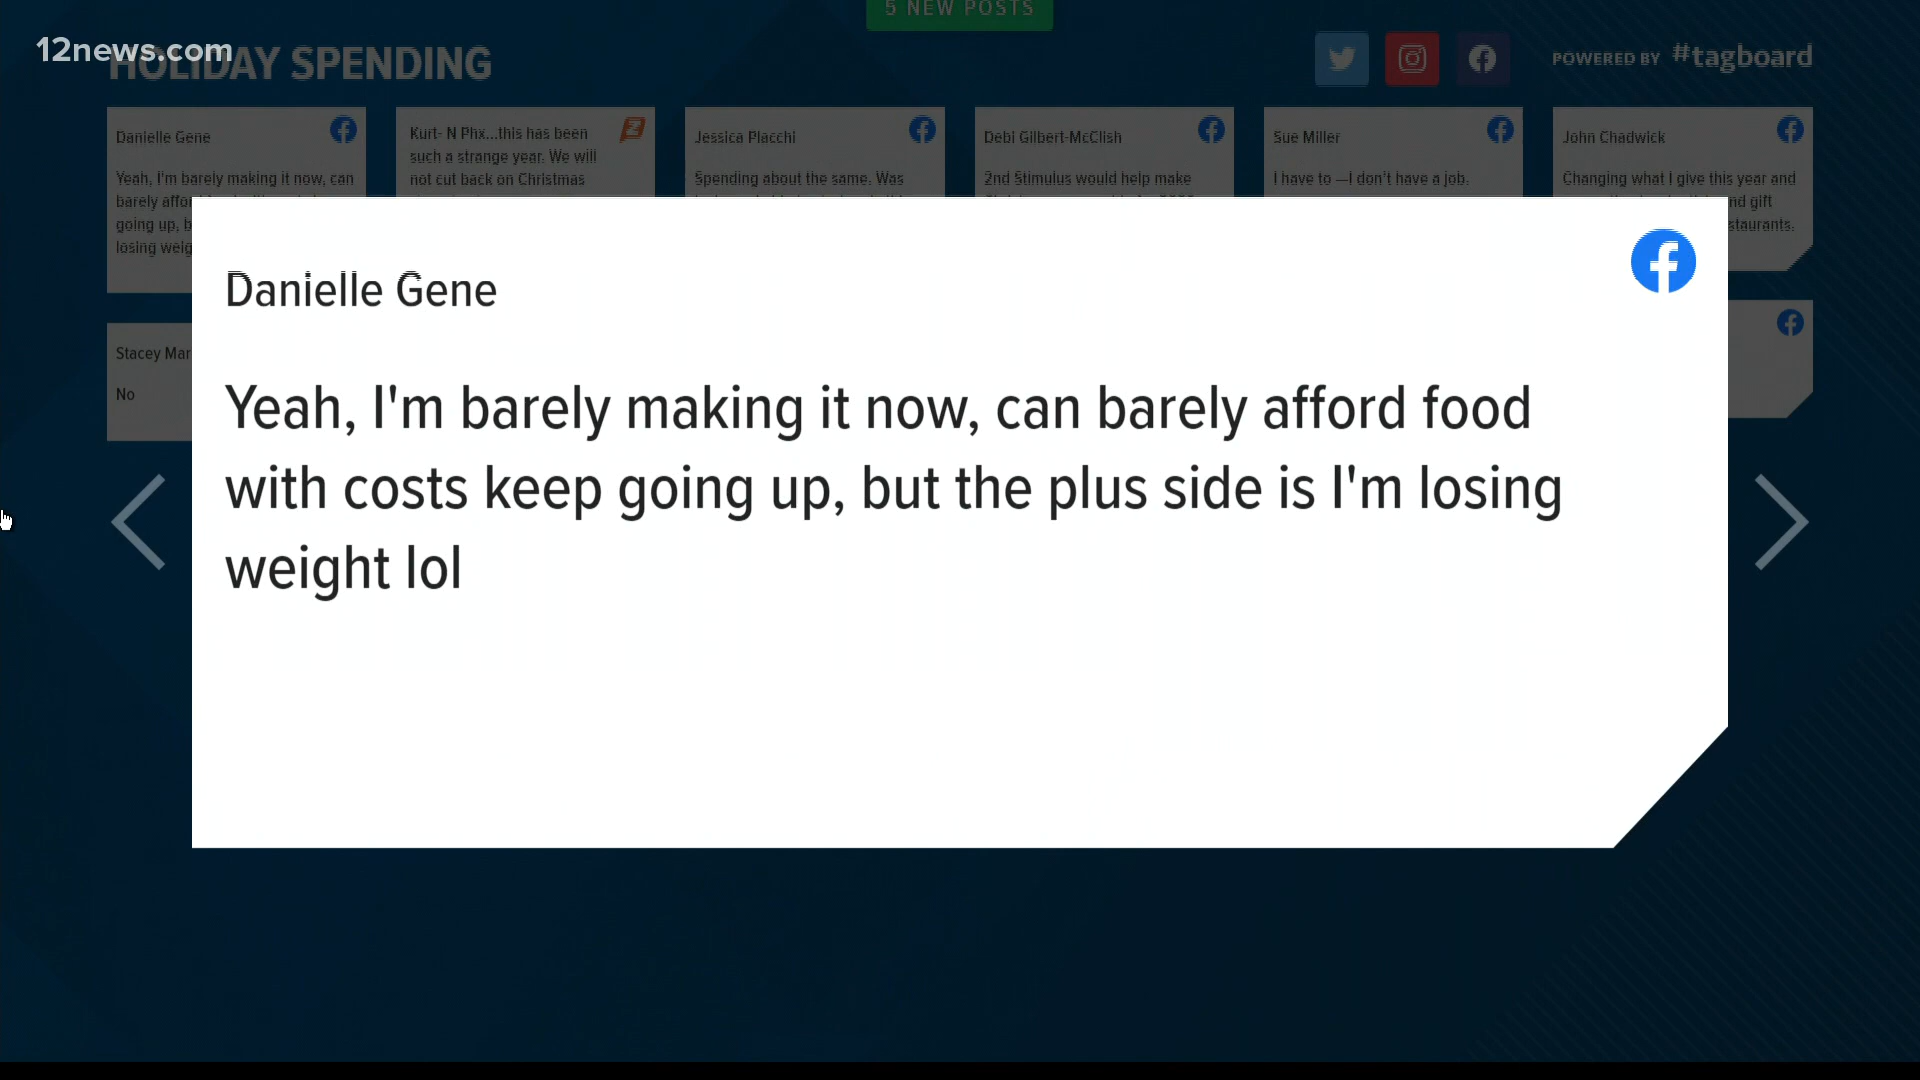 5 NEW POSTS
12news.com
HOLIDAY SPENDING
POWERED BY #tagboard
Danielle Gene
Yeah, I'm barely making it now, can
barely affor
going up, b
losing weig
Kurt- N Phx...this has been
such a strange year. We will
not cut back on Christmas
Jessica Placchi
Spending about the same. Was
Debi Gilbert-McClish
2nd Stimulus would help make
Sue Miller
I have to —I don't have a job.
John Chadwick
Changing what I give this year and
nd gift
staurants.
Stacey Mar
No
Danielle Gene
Yeah, I'm barely making it now, can barely afford food
with costs keep going up, but the plus side is I'm losing
weight lol